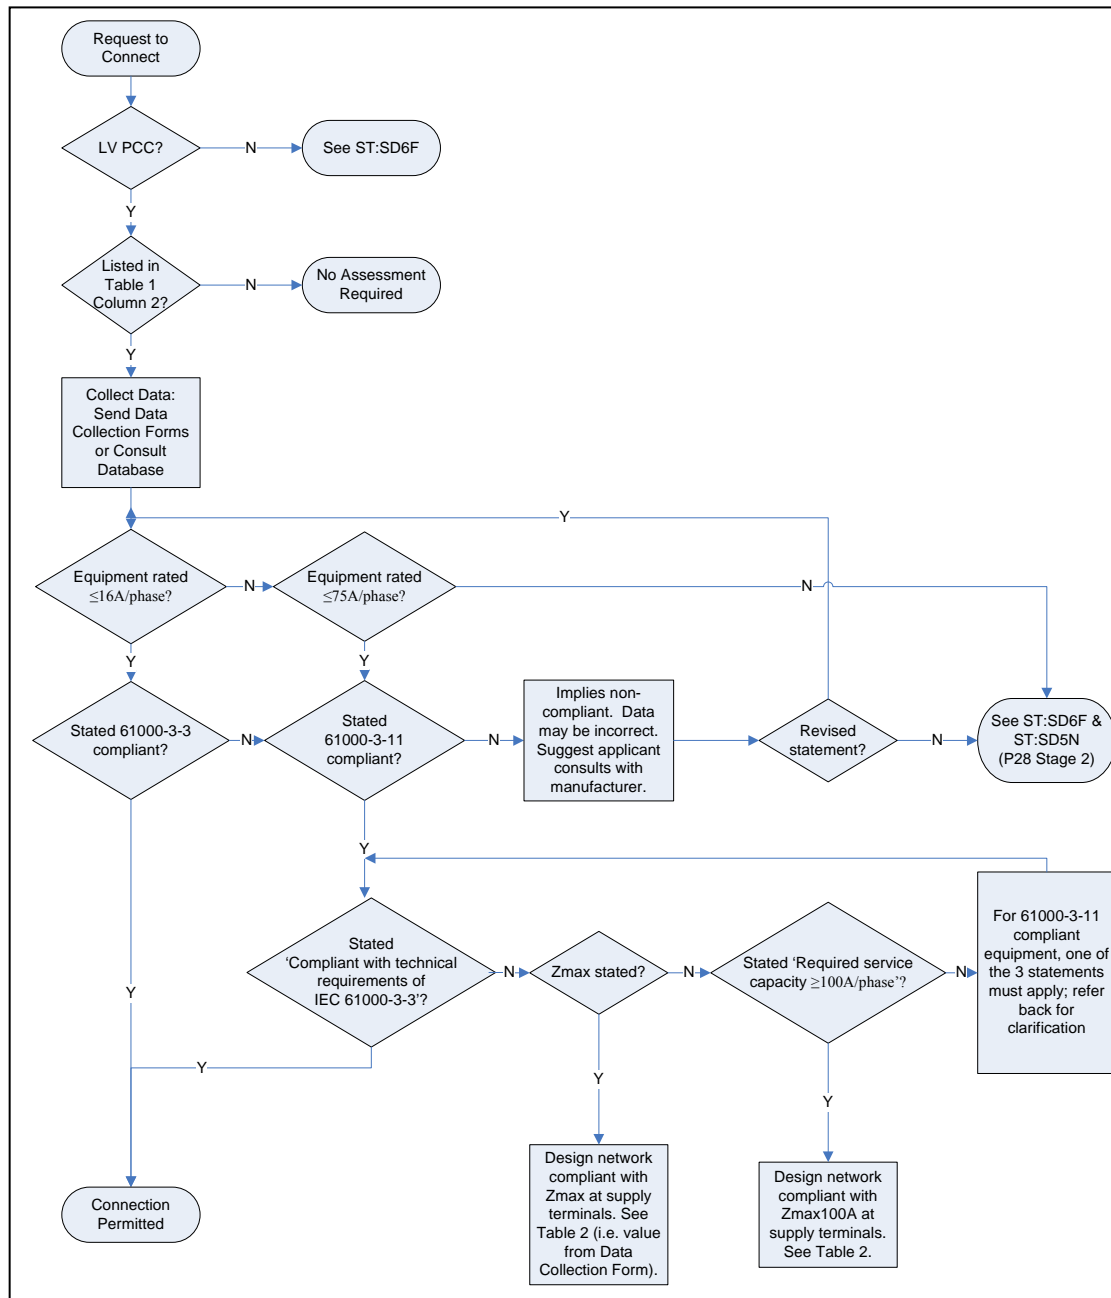 Request to
Connect
LV PCC?
N
See ST:SD6F
Y
Listed in
Table 1
Column 2?
N
No Assessment
Required
Y
Collect Data:
Send Data
Collection Forms
or Consult
Database
Y
Equipment rated
≤16A/phase?
N
Equipment rated
≤75A/phase?
N
Y
Y
Stated 61000-3-3
compliant?
N
Stated
61000-3-11
compliant?
N
Implies non-
compliant. Data
may be incorrect.
Suggest applicant
consults with
manufacturer.
Revised
statement?
N
See ST:SD6F &
ST:SD5N
(P28 Stage 2)
Y
Stated
‘Compliant with technical
requirements of
IEC 61000-3-3’?
N
Zmax stated?
N
Stated ‘Required service
capacity ≥100A/phase’?
N
For 61000-3-11
compliant
equipment, one of
the 3 statements
must apply; refer
back for
clarification
Y
Y
Y
Y
Design network
compliant with
Zmax at supply
terminals. See
Table 2 (i.e. value
from Data
Collection Form).
Design network
compliant with
Zmax100A at
supply terminals.
See Table 2.
Connection
Permitted